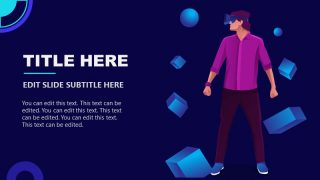 TITLE HERE
EDIT SLIDE SUBTITLE HERE
You can edit this text. This text can be
edited. You can edit this text. This text
can be edited. You can edit this text.
This text can be edited.